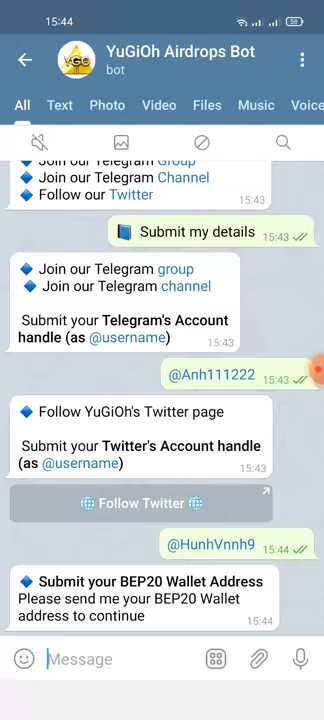 15:44
58
YuGiOh Airdrops Bot
bot
All Text Photo Video Files Music Voice
Join our Telegram Group
Join our Telegram Channel
Follow our Twitter
15:43
Submit my details
15:43
Join our Telegram group
Join our Telegram channel
Submit your Telegram's Account
handle (as @username)
15:43
@Anh111222
15:43
Follow YuGiOh's Twitter page
Submit your Twitter's Account handle
(as @username)
15:43
Follow Twitter
@HunhVnnh9
15:44
Submit your BEP20 Wallet Address
Please send me your BEP20 Wallet
address to continue
15:44
Message